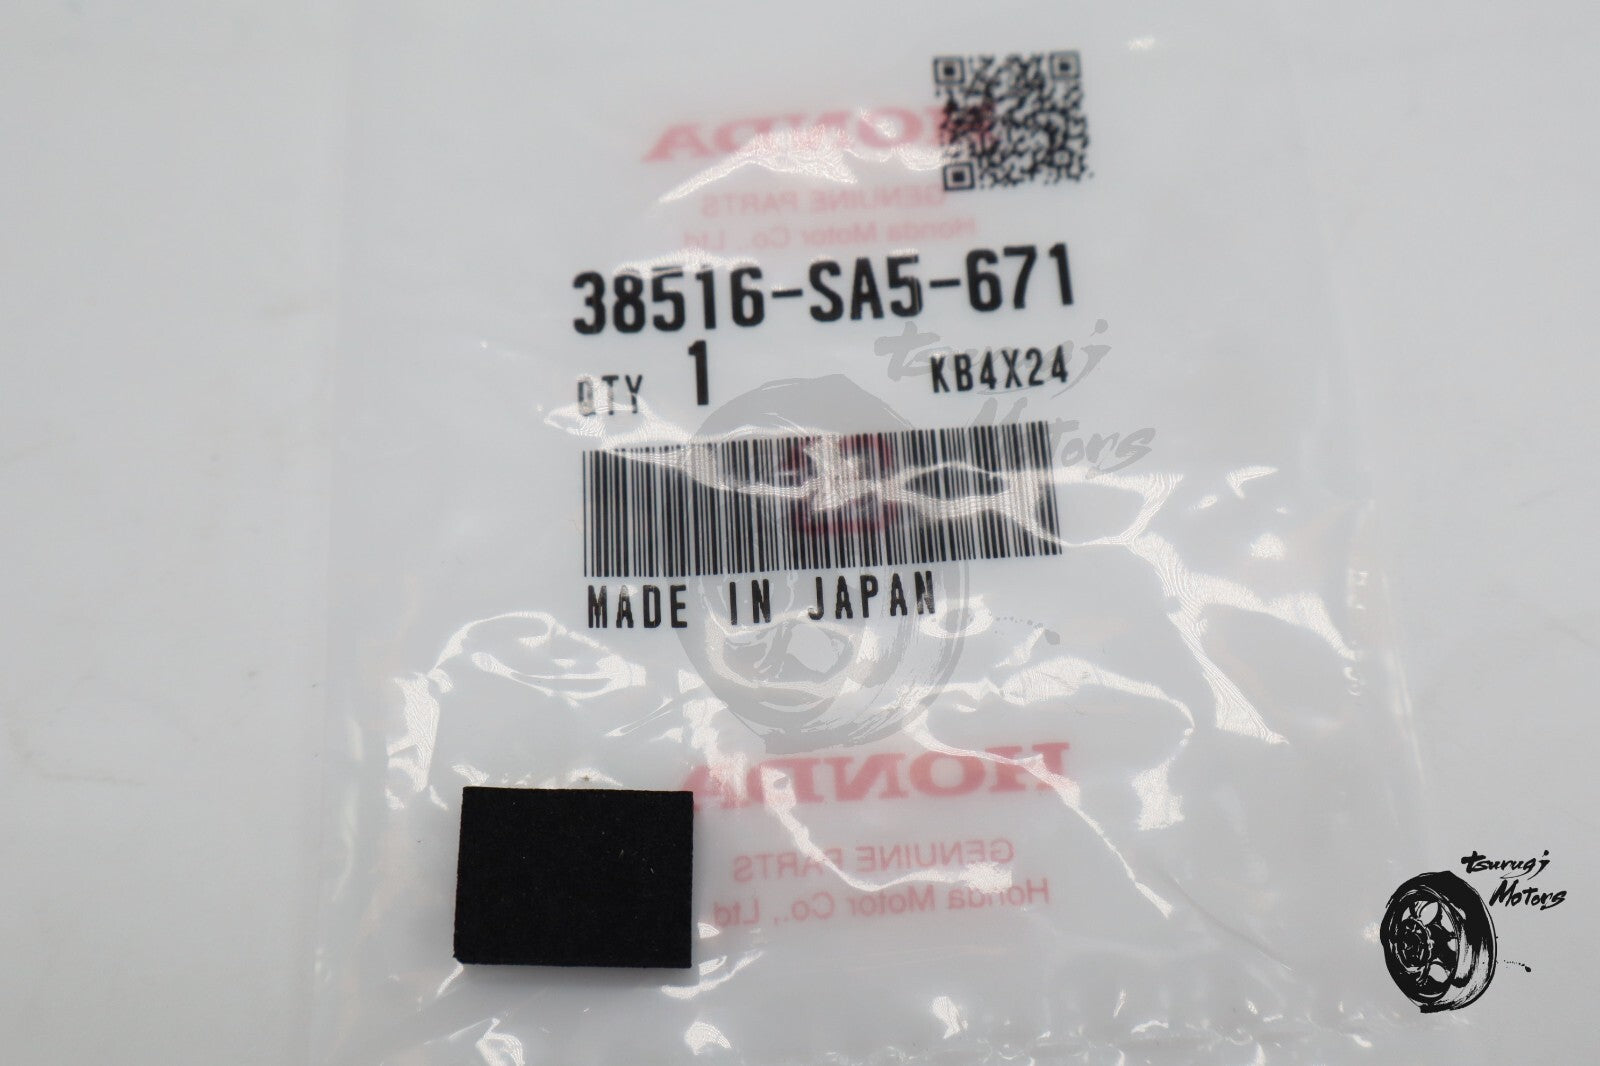 HONDA
GENUINE PARTS
Honda Motor Co., Ltd.
38516-SA5-671
QTY 1 KB4X24
tsurugi
Motors
MADE IN JAPAN
HONDA
GENUINE PARTS
Honda Motor Co., Ltd.
tsurugi
Motors